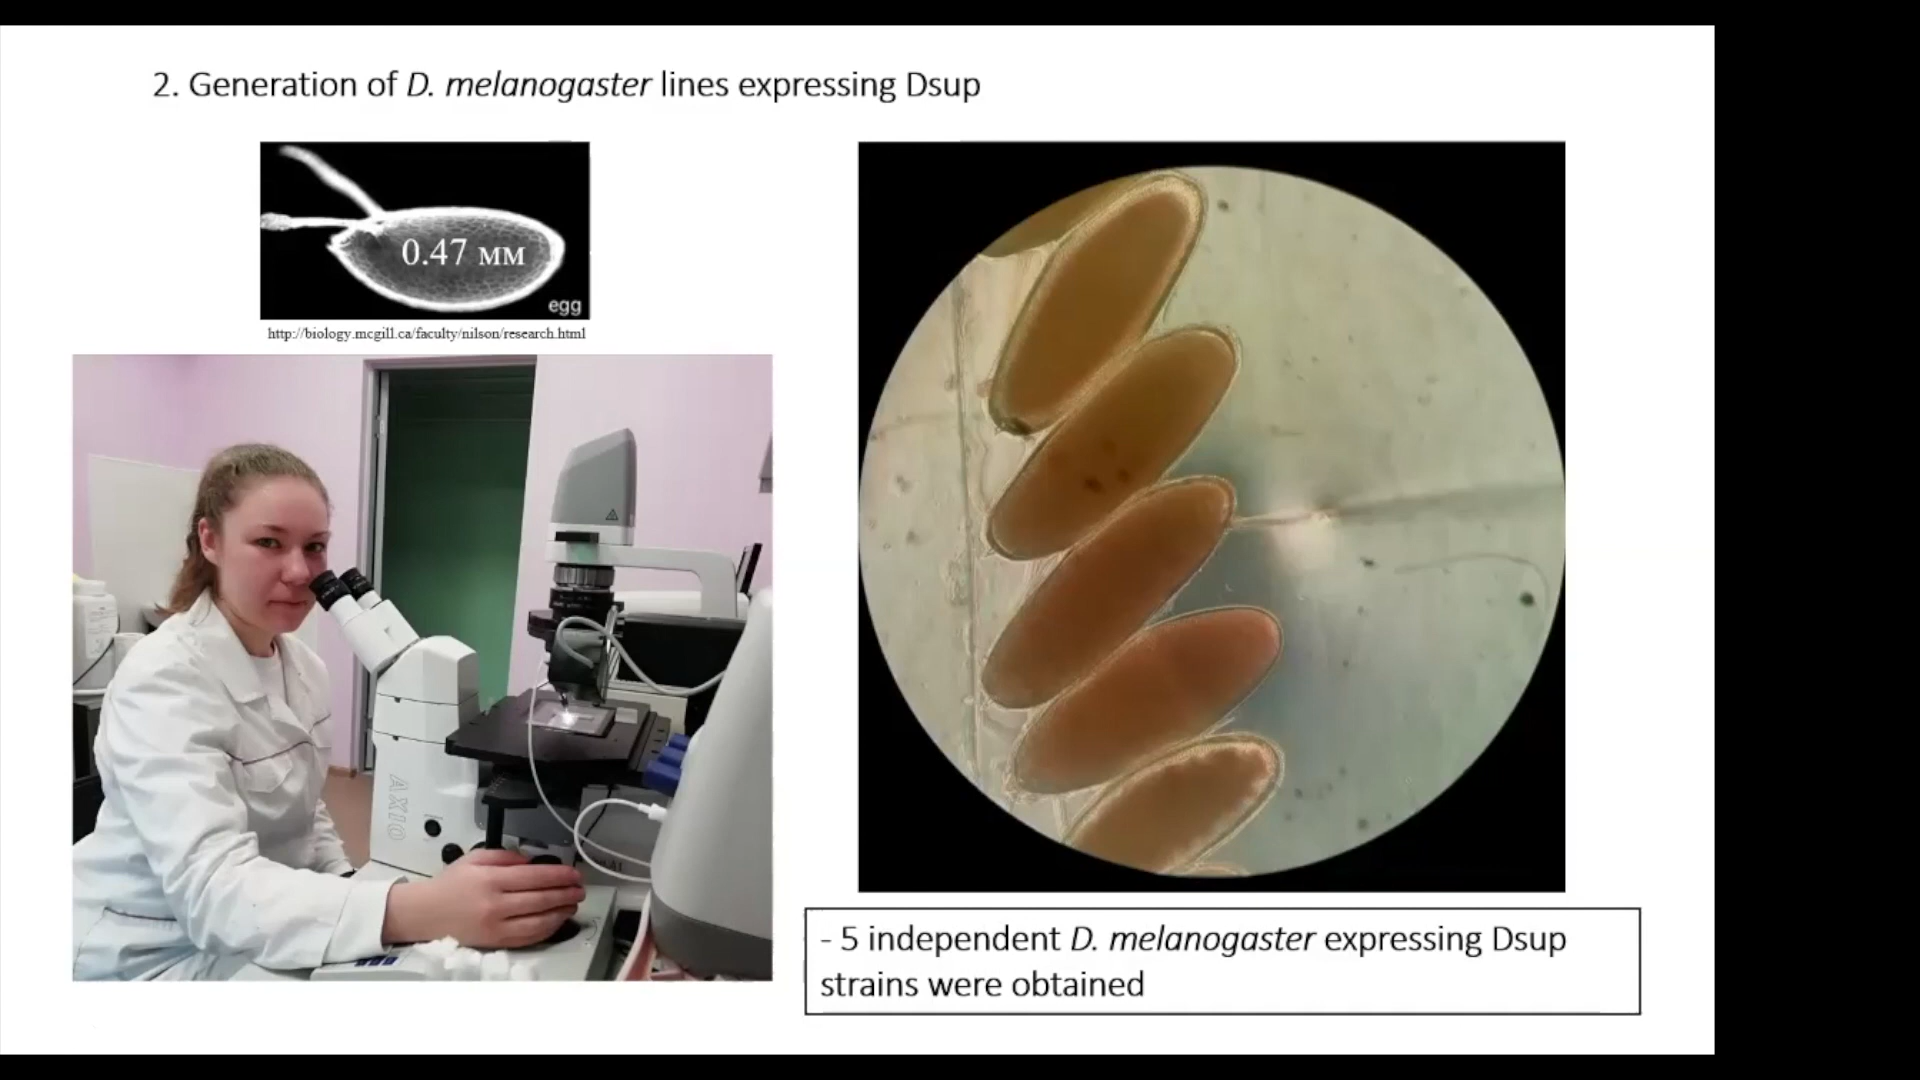 2. Generation of D. melanogaster lines expressing Dsup
0.47 мм
egg
http://biology.mcgill.ca/faculty/nilson/research.html
AXIO
- 5 independent D. melanogaster expressing Dsup
strains were obtained